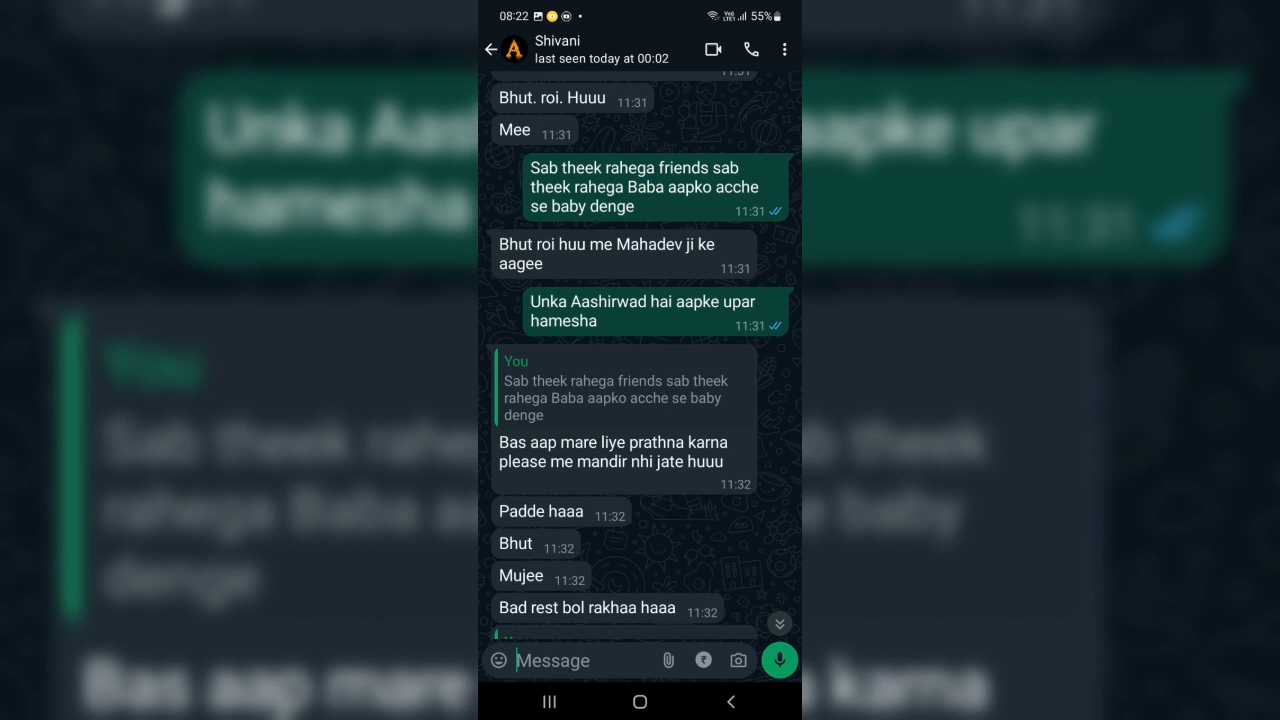 08:22
55%
Shivani
last seen today at 00:02
Bhut. roi. Huuu 11:31
Mee 11:31
Sab theek rahega friends sab
theek rahega Baba aapko acche
se baby denge
11:31
Bhut roi huu me Mahadev ji ke
aagee
11:31
Unka Aashirwad hai aapke upar
hamesha
11:31
You
Sab theek rahega friends sab theek
rahega Baba aapko acche se baby
denge
Bas aap mare liye prathna karna
please me mandir nhi jate huuu
11:32
Padde haaa 11:32
Bhut 11:32
Mujee 11:32
Bad rest bol rakhaa haaa 11:32
Message